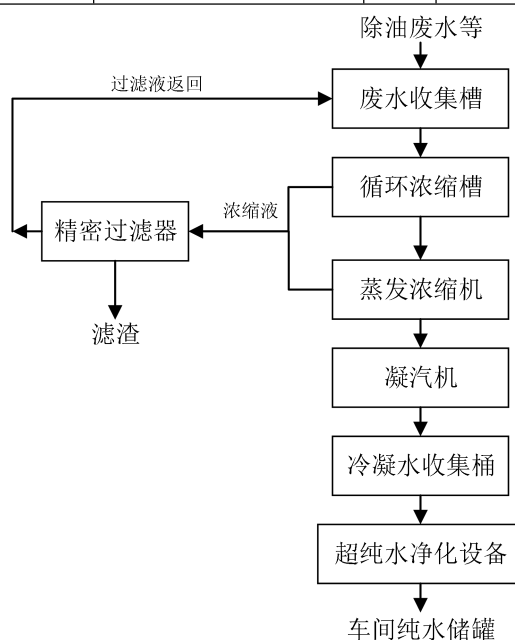 除油废水等
过滤液返回
废水收集槽
循环浓缩槽
浓缩液
精密过滤器
蒸发浓缩机
滤渣
凝汽机
冷凝水收集桶
超纯水净化设备
车间纯水储罐